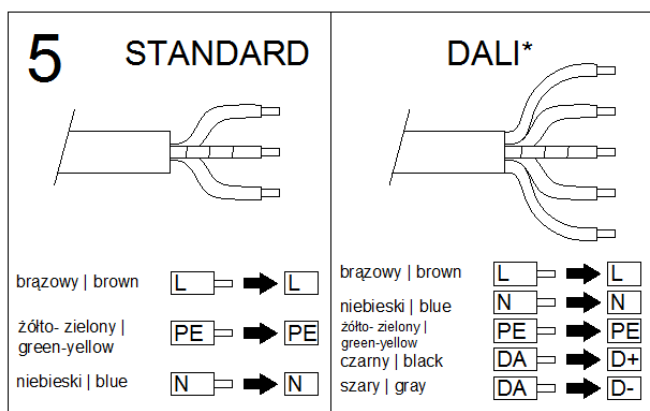 5 STANDARD
brązowy | brown L L
żółto- zielony |
green-yellow PE PE
niebieski | blue N N
DALI*
brązowy | brown L L
niebieski | blue N N
żółto- zielony |
green-yellow PE PE
czarny | black DA D+
szary | gray DA D-